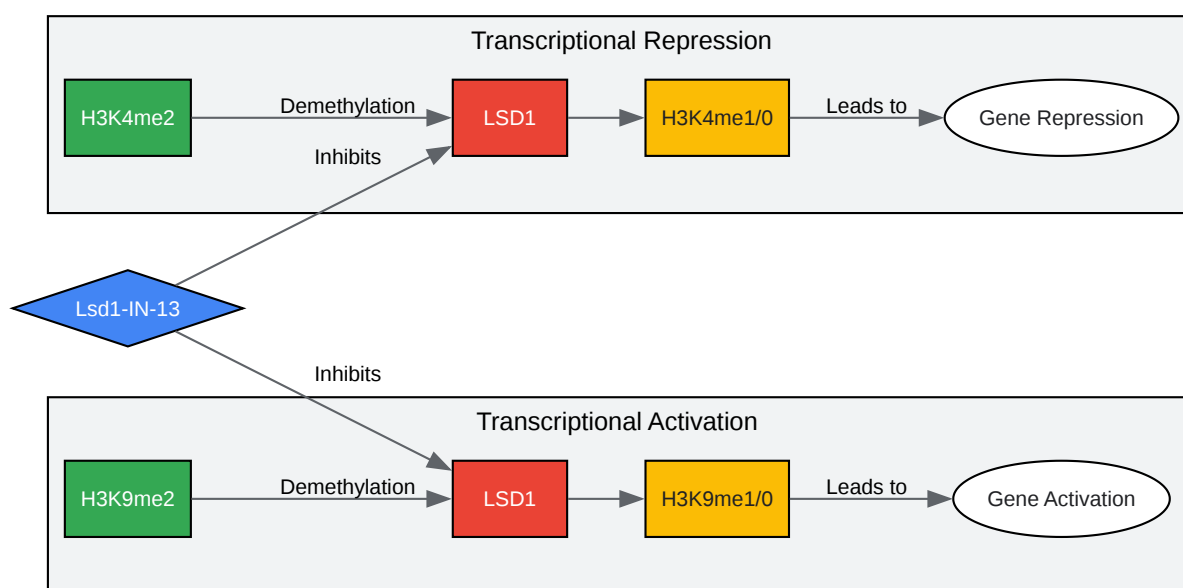 Transcriptional Repression
H3K4me2
Demethylation
LSD1
H3K4me1/0
Leads to
Gene Repression
Inhibits
Lsd1-IN-13
Inhibits
Transcriptional Activation
H3K9me2
Demethylation
LSD1
H3K9me1/0
Leads to
Gene Activation